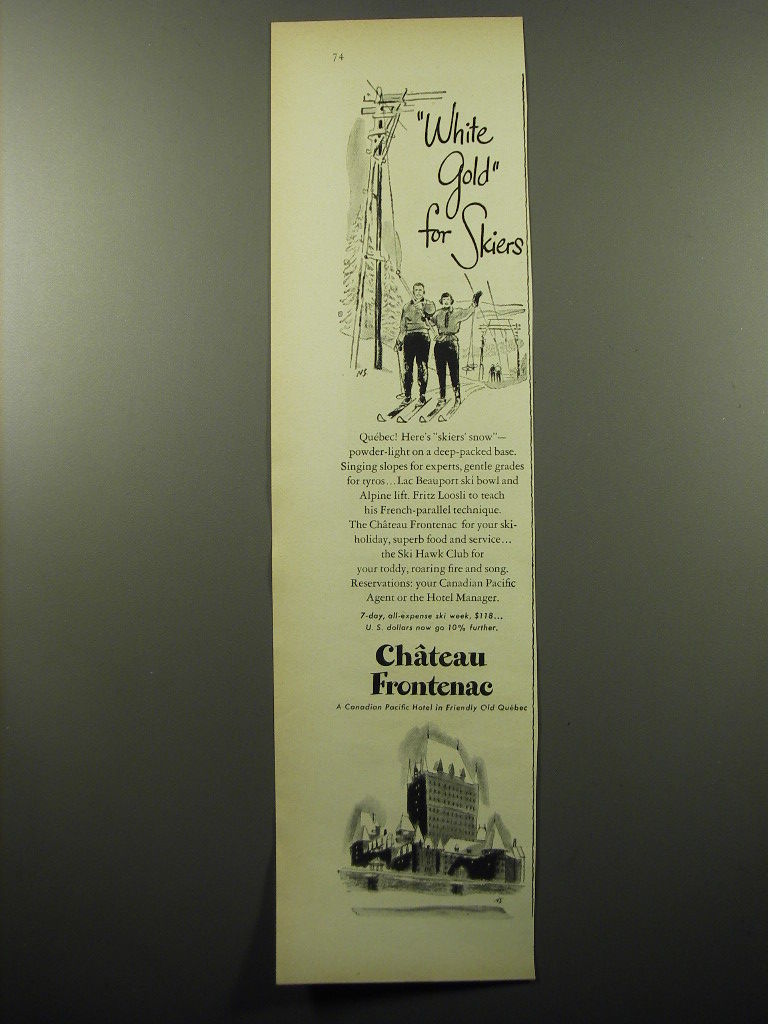 74
"White
Gold"
for Skiers
NS
Québec! Here's "skiers' snow"—
powder-light on a deep-packed base.
Singing slopes for experts, gentle grades
for tyros...Lac Beauport ski bowl and
Alpine lift. Fritz Loosli to teach
his French-parallel technique.
The Château Frontenac for your ski-
holiday, superb food and service...
the Ski Hawk Club for
your toddy, roaring fire and song.
Reservations: your Canadian Pacific
Agent or the Hotel Manager.
7-day, all-expense ski week, $118...
U. S. dollars now go 10% further.
Château
Frontenac
A Canadian Pacific Hotel in Friendly Old Québec
NS